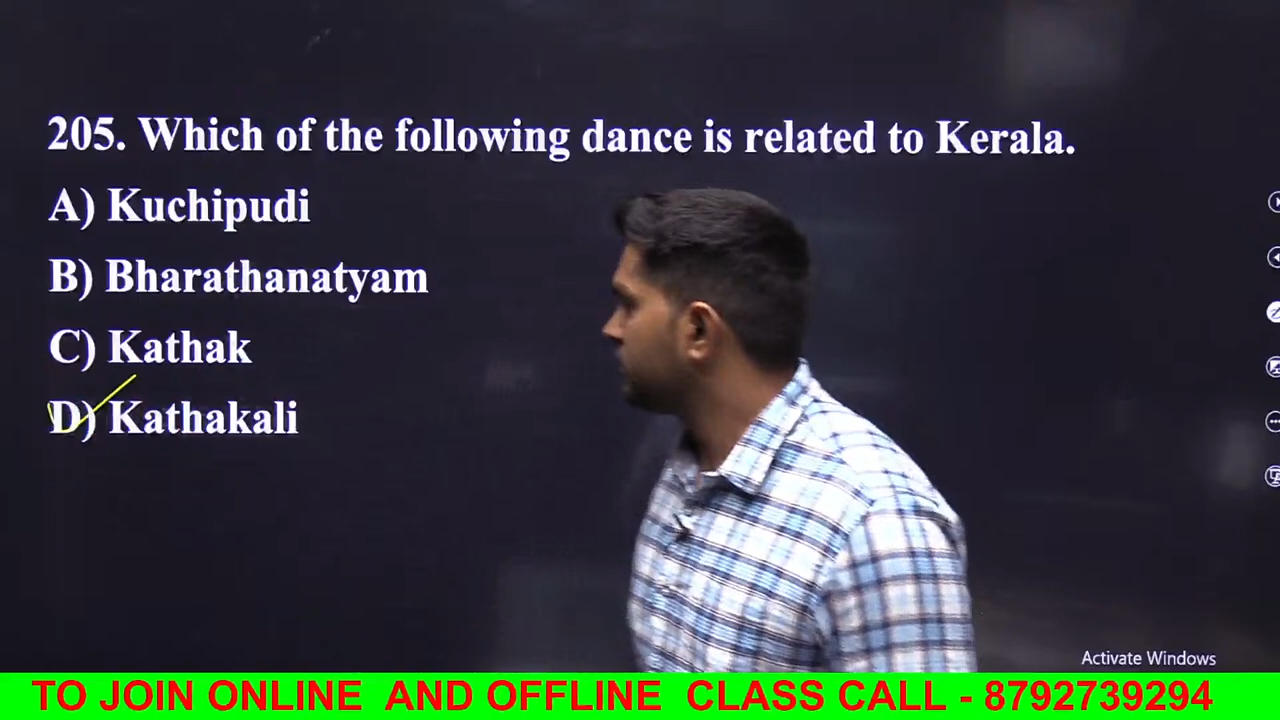 205. Which of the following dance is related to Kerala.
A) Kuchipudi
B) Bharathanatyam
C) Kathak
D) Kathakali
Activate Windows
TO JOIN ONLINE AND OFFLINE CLASS CALL - 8792739294